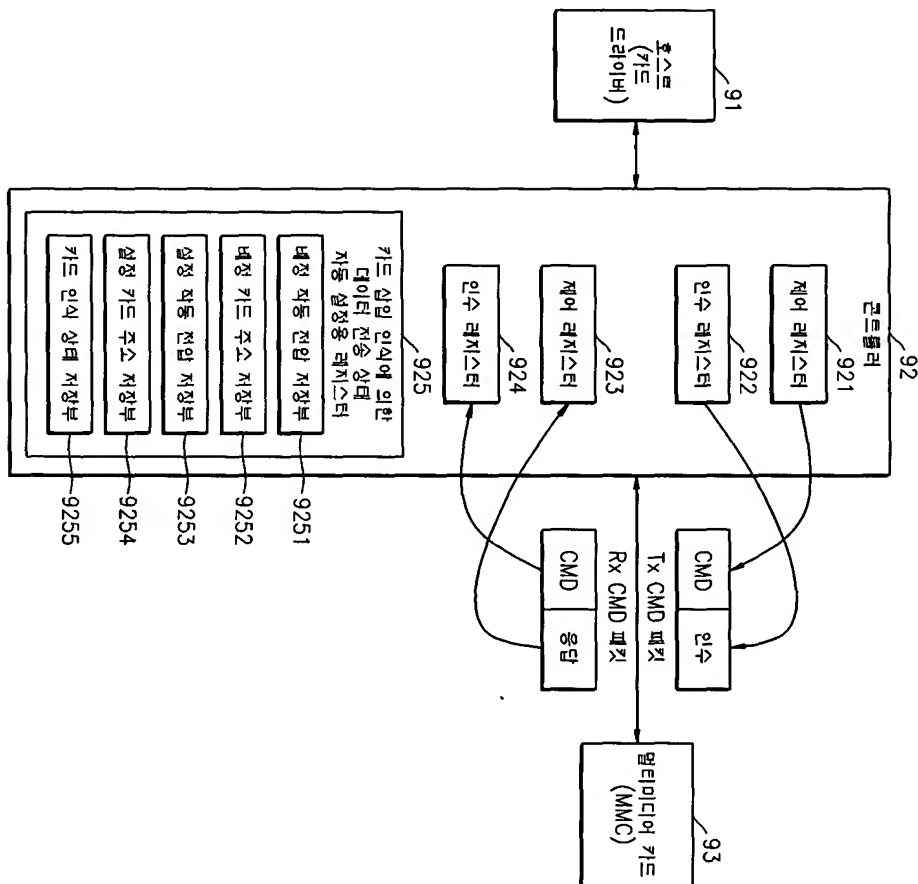 91
호스트
(카드
드라이버)
92
콘트롤러
921
제어 레지스터
922
인수 레지스터
923
제어 레지스터
924
인수 레지스터
925
카드 삽입 인식에 의한
데이터 전송 상태
자동 설정용 레지스터
배정 작동 전압 저장부
9251
배정 카드 주소 저장부
9252
설정 작동 전압 저장부
9253
설정 카드 주소 저장부
9254
카드 인식 상태 저장부
9255
CMD
인수
Tx CMD 패킷
Rx CMD 패킷
CMD
응답
93
멀티미디어 카드
(MMC)